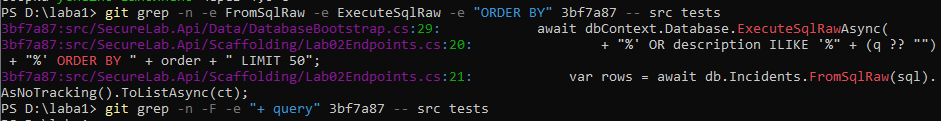 PS D:\laba1> git grep -n -e FromSqlRaw -e ExecuteSqlRaw -e "ORDER BY" 3bf7a87 -- src tests
3bf7a87:src/SecureLab.Api/Data/DatabaseBootstrap.cs:29:        await dbContext.Database.ExecuteSqlRawAsync(
3bf7a87:src/SecureLab.Api/Scaffolding/Lab02Endpoints.cs:20:                + "%' OR description ILIKE '%" + (q ?? "")
+ "%' ORDER BY " + order + " LIMIT 50";
3bf7a87:src/SecureLab.Api/Scaffolding/Lab02Endpoints.cs:21:            var rows = await db.Incidents.FromSqlRaw(sql).
AsNoTracking().ToListAsync(ct);
PS D:\laba1> git grep -n -F -e "+ query" 3bf7a87 -- src tests